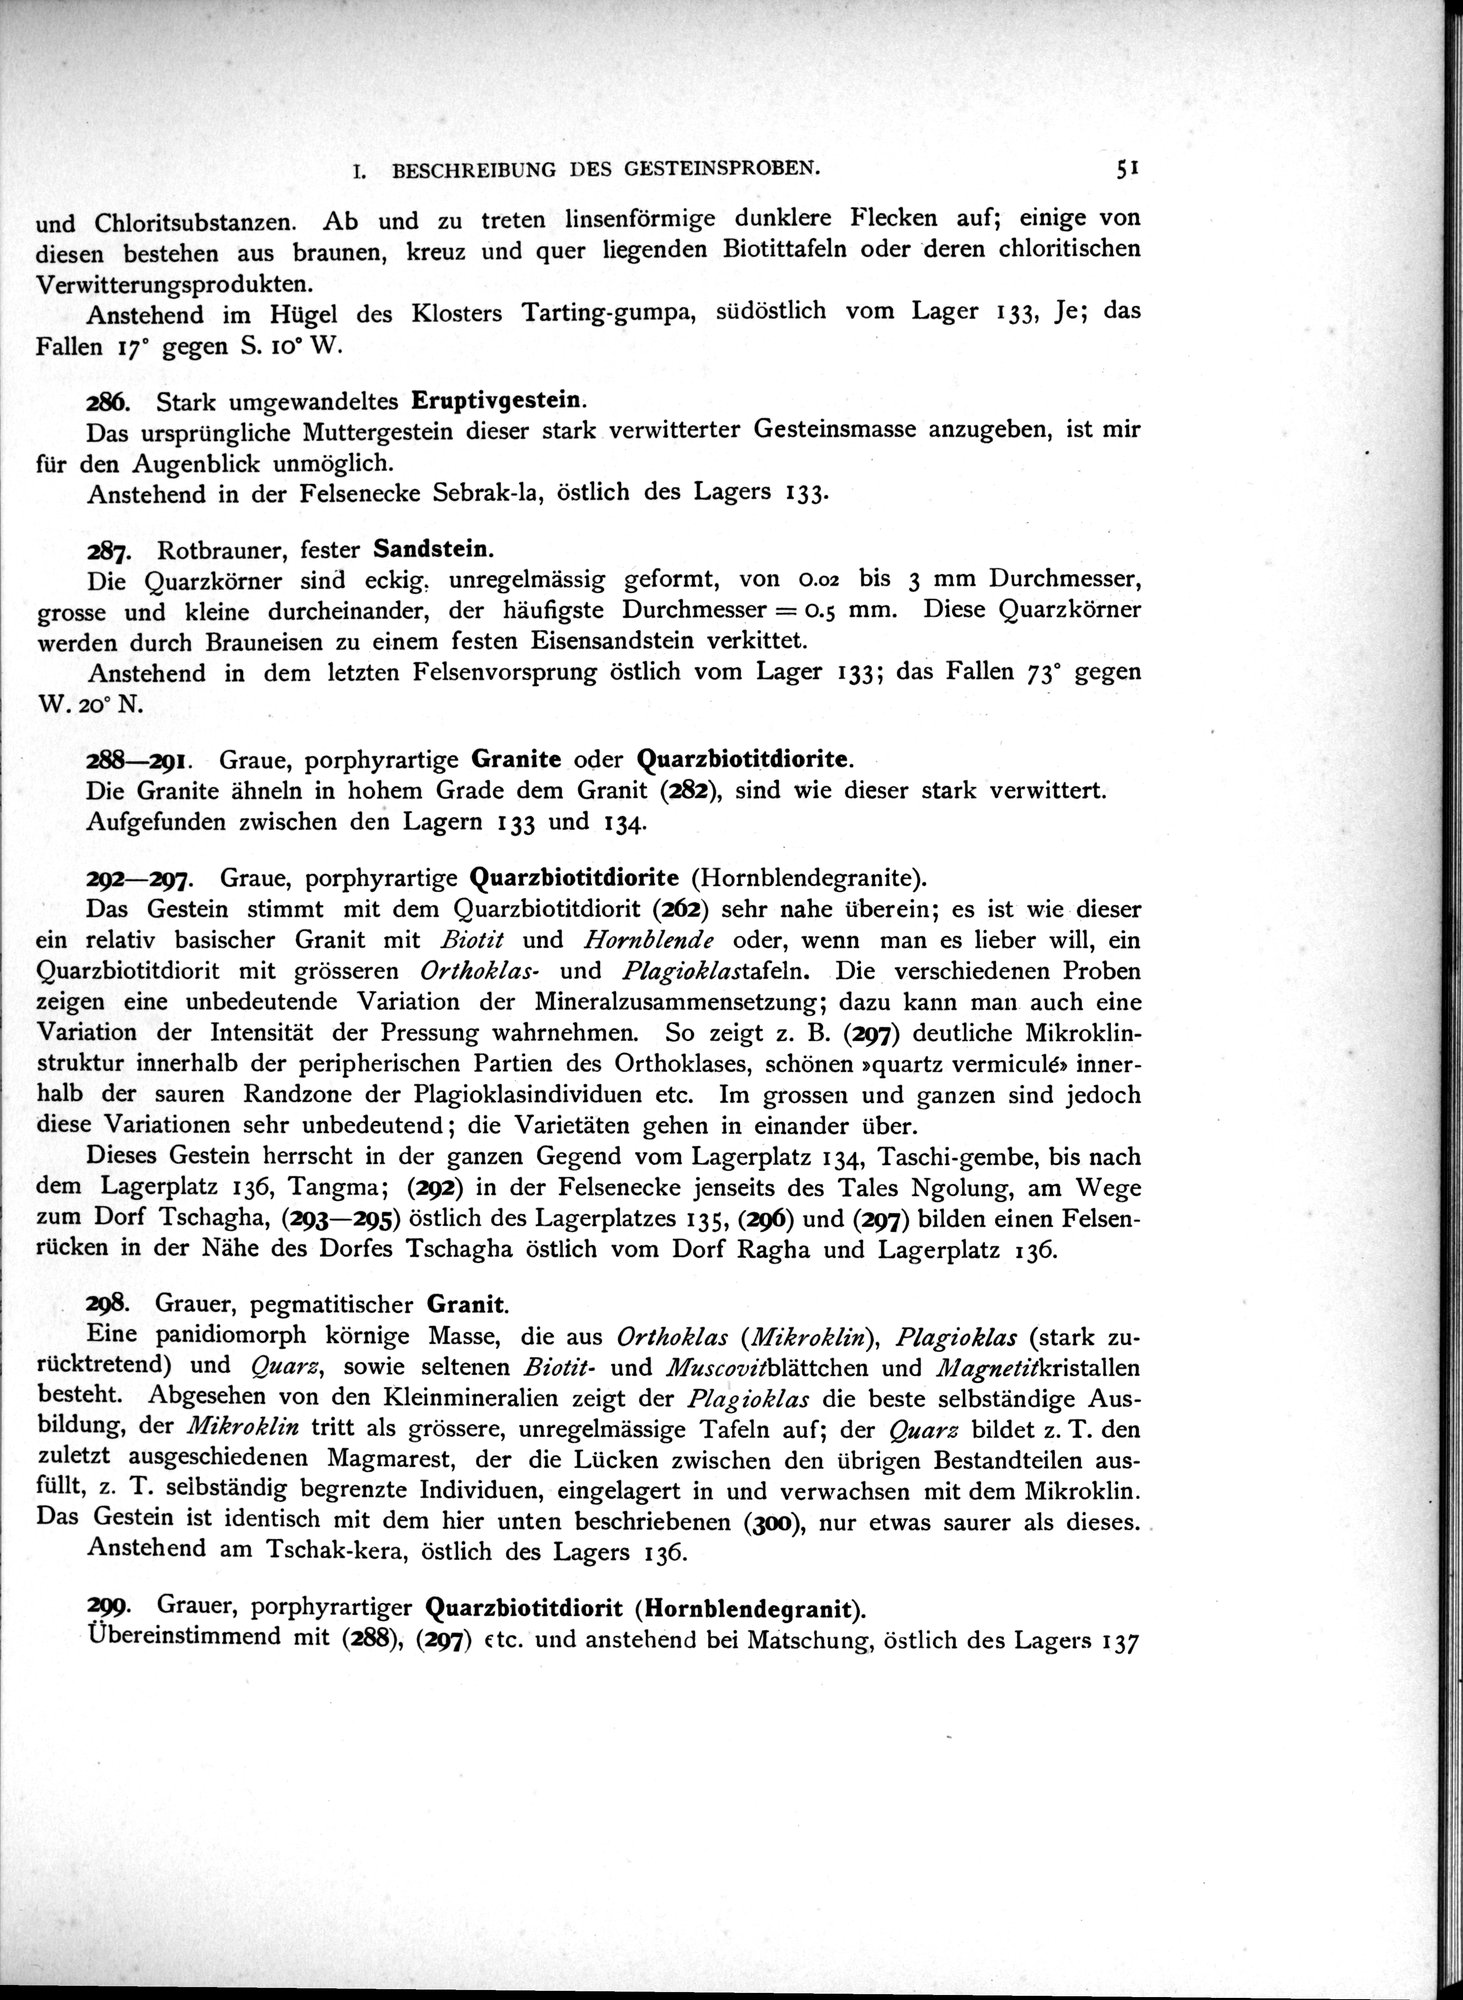 I. BESCHREIBUNG DES GESTEINSPROBEN. 51
und Chloritsubstanzen. Ab und zu treten linsenförmige dunklere Flecken auf; einige von
diesen bestehen aus braunen, kreuz und quer liegenden Biotittafeln oder deren chloritischen
Verwitterungsprodukten.
Anstehend im Hügel des Klosters Tarting-gumpa, südöstlich vom Lager 133, Je; das
Fallen 17° gegen S. 10° W.
286. Stark umgewandeltes Eruptivgestein.
Das ursprüngliche Muttergestein dieser stark verwitterter Gesteinsmasse anzugeben, ist mir
für den Augenblick unmöglich.
Anstehend in der Felsenecke Sebrak-la, östlich des Lagers 133.
287. Rotbrauner, fester Sandstein.
Die Quarzkörner sind eckig, unregelmässig geformt, von 0.02 bis 3 mm Durchmesser,
grosse und kleine durcheinander, der häufigste Durchmesser = 0.5 mm. Diese Quarzkörner
werden durch Brauneisen zu einem festen Eisensandstein verkittet.
Anstehend in dem letzten Felsenvorsprung östlich vom Lager 133; das Fallen 73° gegen
W. 20° N.
288—291. Graue, porphyrartige Granite oder Quarzbiotitdiorite.
Die Granite ähneln in hohem Grade dem Granit (282), sind wie dieser stark verwittert.
Aufgefunden zwischen den Lagern 133 und 134.
292—297. Graue, porphyrartige Quarzbiotitdiorite (Hornblendegranite).
Das Gestein stimmt mit dem Quarzbiotitdiorit (262) sehr nahe überein; es ist wie dieser
ein relativ basischer Granit mit Biotit und Hornblende oder, wenn man es lieber will, ein
Quarzbiotitdiorit mit grösseren Orthoklas- und Plagioklastafeln. Die verschiedenen Proben
zeigen eine unbedeutende Variation der Mineralzusammensetzung; dazu kann man auch eine
Variation der Intensität der Pressung wahrnehmen. So zeigt z. B. (297) deutliche Mikroklin-
struktur innerhalb der peripherischen Partien des Orthoklases, schönen »quartz vermiculé» inner-
halb der sauren Randzone der Plagioklasindividuen etc. Im grossen und ganzen sind jedoch
diese Variationen sehr unbedeutend; die Varietäten gehen in einander über.
Dieses Gestein herrscht in der ganzen Gegend vom Lagerplatz 134, Taschi-gembe, bis nach
dem Lagerplatz 136, Tangma; (292) in der Felsenecke jenseits des Tales Ngolung, am Wege
zum Dorf Tschagha, (293—295) östlich des Lagerplatzes 135, (296) und (297) bilden einen Felsen-
rücken in der Nähe des Dorfes Tschagha östlich vom Dorf Ragha und Lagerplatz 136.
298. Grauer, pegmatitischer Granit.
Eine panidiomorph körnige Masse, die aus Orthoklas (Mikroklin), Plagioklas (stark zu-
rücktretend) und Quarz, sowie seltenen Biotit- und Muscovitblättchen und Magnetitkristallen
besteht. Abgesehen von den Kleinmineralien zeigt der Plagioklas die beste selbständige Aus-
bildung, der Mikroklin tritt als grössere, unregelmässige Tafeln auf; der Quarz bildet z. T. den
zuletzt ausgeschiedenen Magmarest, der die Lücken zwischen den übrigen Bestandteilen aus-
füllt, z. T. selbständig begrenzte Individuen, eingelagert in und verwachsen mit dem Mikroklin.
Das Gestein ist identisch mit dem hier unten beschriebenen (300), nur etwas saurer als dieses.
Anstehend am Tschak-kera, östlich des Lagers 136.
299. Grauer, porphyrartiger Quarzbiotitdiorit (Hornblendegranit).
Übereinstimmend mit (288), (297) etc. und anstehend bei Matschung, östlich des Lagers 137